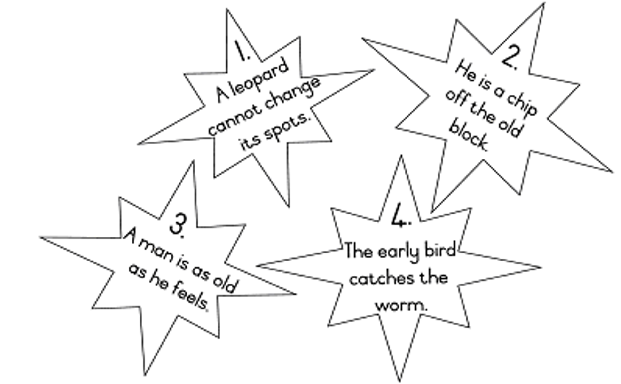 1.
A leopard
cannot change
its spots.
2.
He is a chip
off the old
block.
3.
A man is as old
as he feels.
4.
The early bird
catches the
worm.